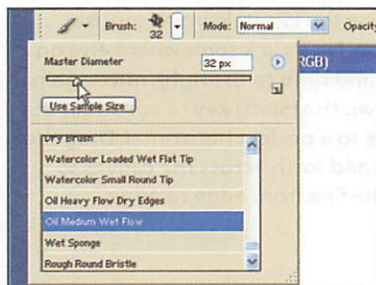 Brush: Mode: Normal Opacity
32
Master Diameter 32 px RGB)
Use Sample Size
Dry Brush
Watercolor Loaded Wet Flat Tip
Watercolor Small Round Tip
Oil Heavy Flow Dry Edges
Oil Medium Wet Flow
Wet Sponge
Rough Round Bristle